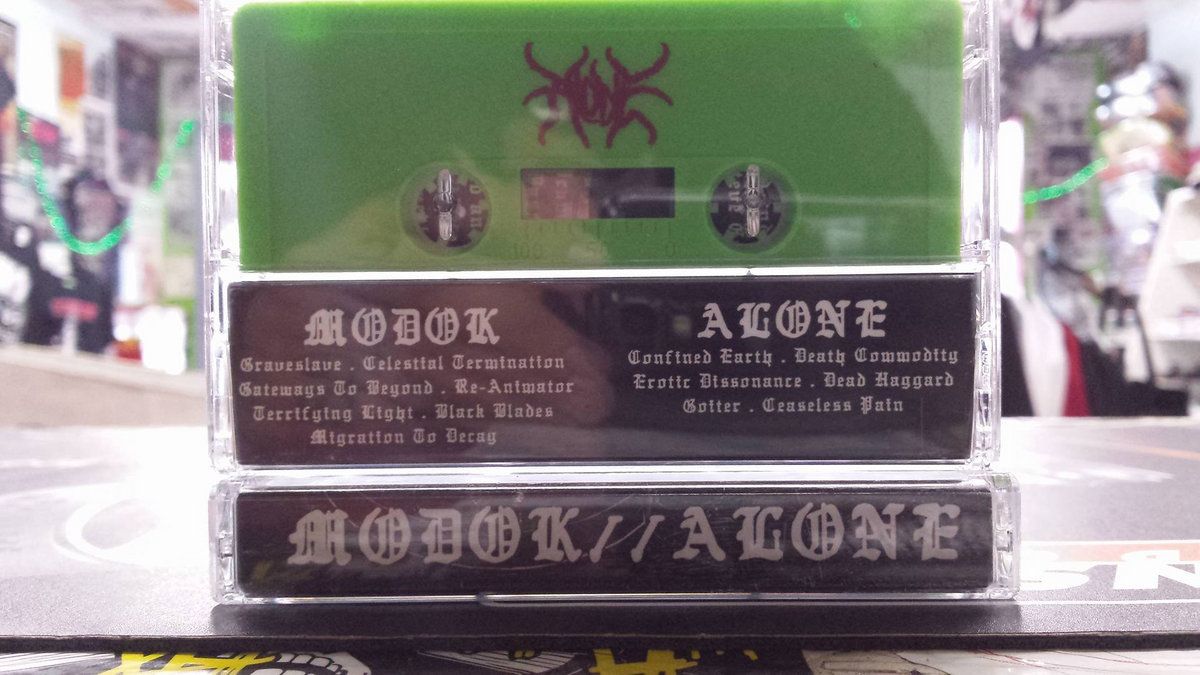 MODOK
Graveslave . Celestial Termination
Gateways To Beyond . Re-Animator
Terrifying Light . Black Blades
Migration To Decay
ALONE
Confined Earth . Death Commodity
Erotic Dissonance . Dead Haggard
Goiter . Ceaseless Pain
MODOK//ALONE